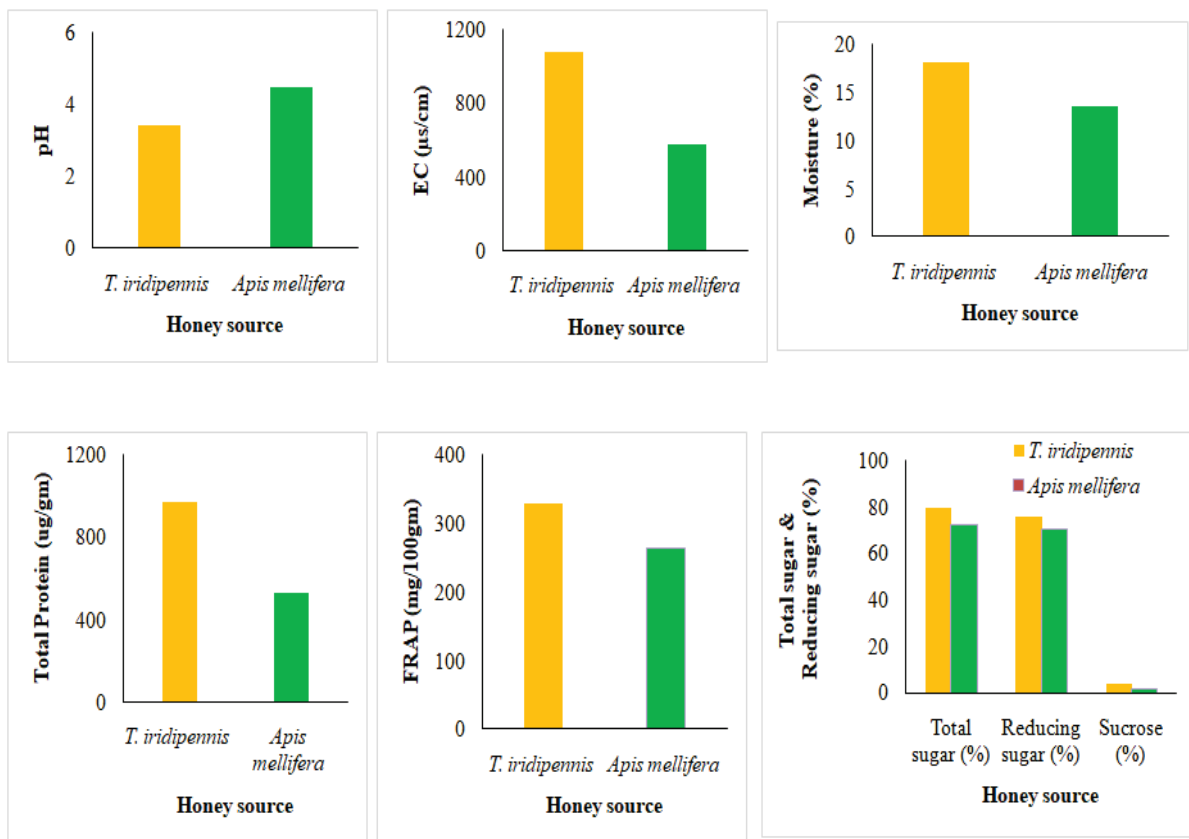 6
4
2
0
pH
T. iridipennis Apis mellifera
Honey source
1200
800
400
0
EC (µs/cm)
T. iridipennis Apis mellifera
Honey source
20
15
10
5
0
Moisture (%)
T. iridipennis Apis mellifera
Honey source
1200
800
400
0
Total Protein (ug/gm)
T. iridipennis Apis
mellifera
Honey source
400
300
200
100
0
FRAP (mg/100gm)
T. iridipennis Apis mellifera
Honey source
T. iridipennis
Apis mellifera
100
80
60
40
20
0
Total sugar &
Reducing sugar (%)
Total Reducing Sucrose
sugar (%) sugar (%) (%)
Honey source